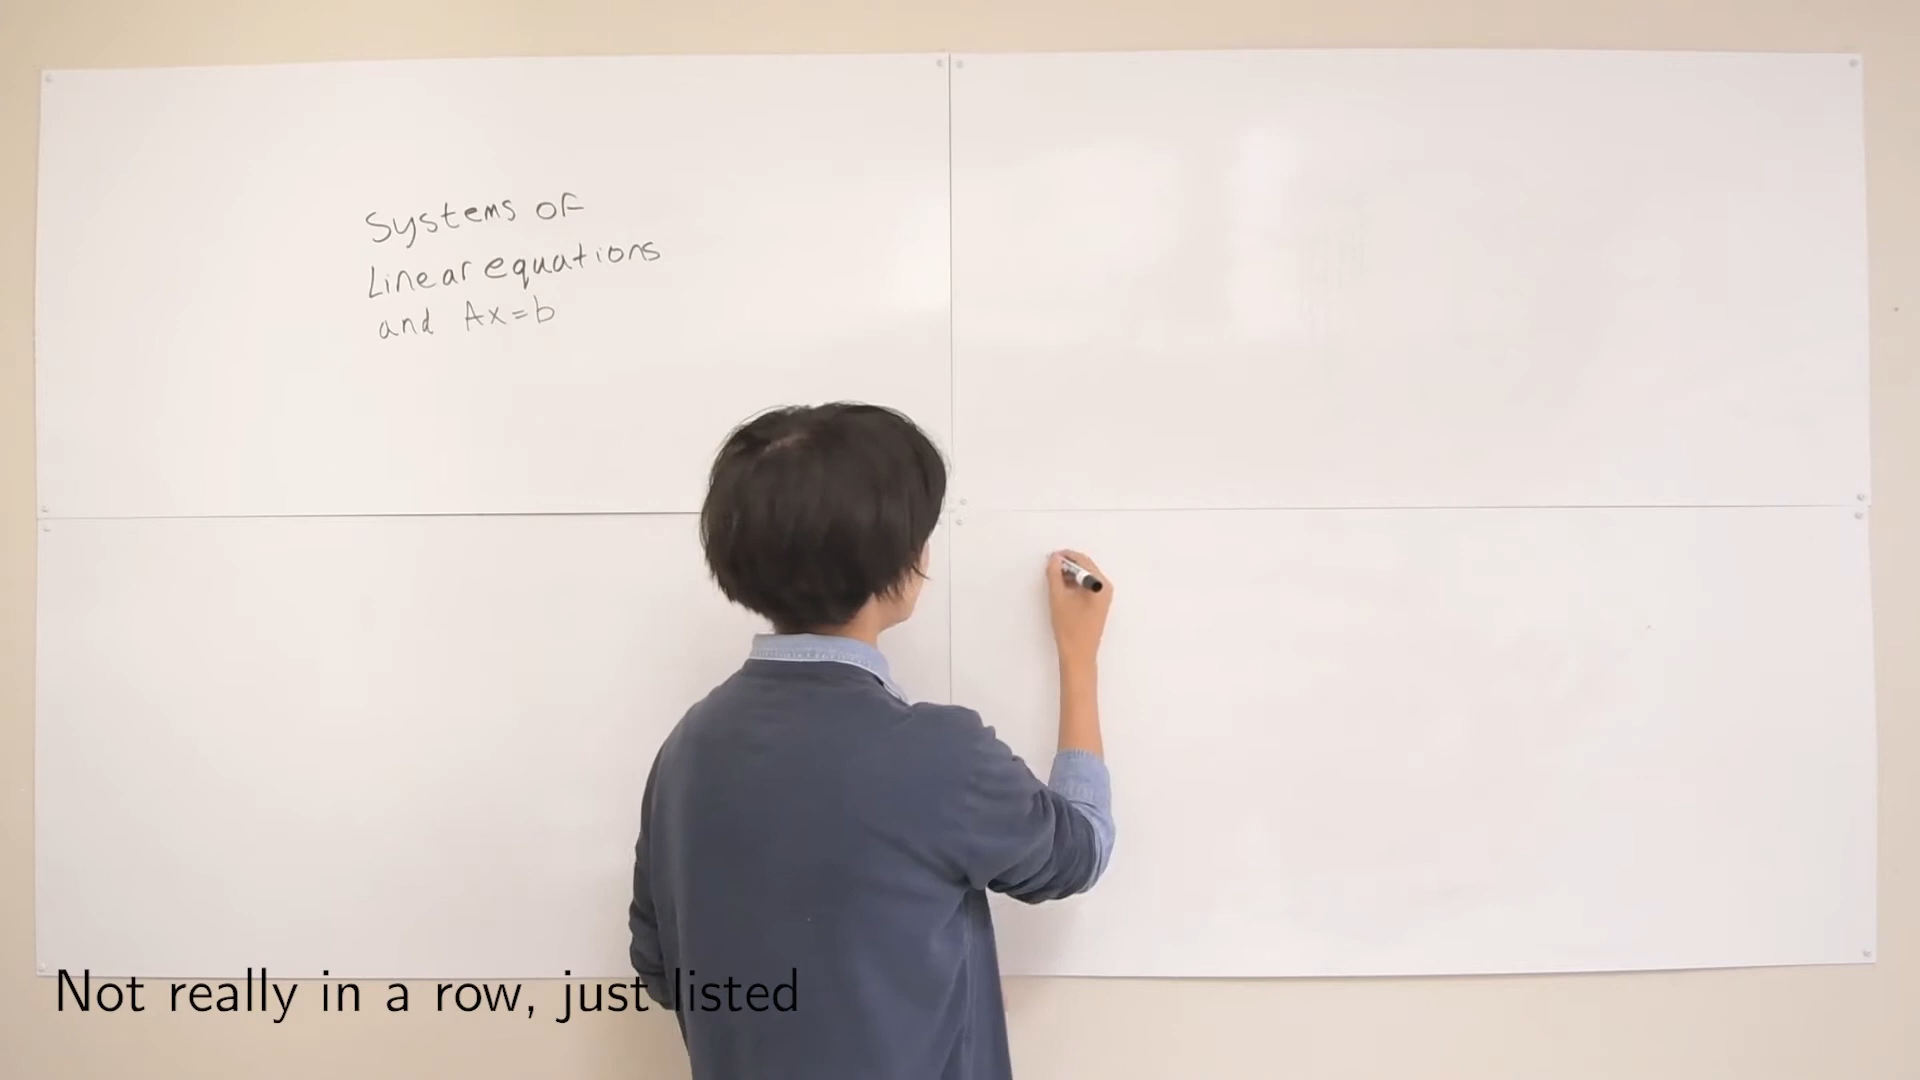 Systems of
Linear equations
and Ax=b
Not really in a row, just listed